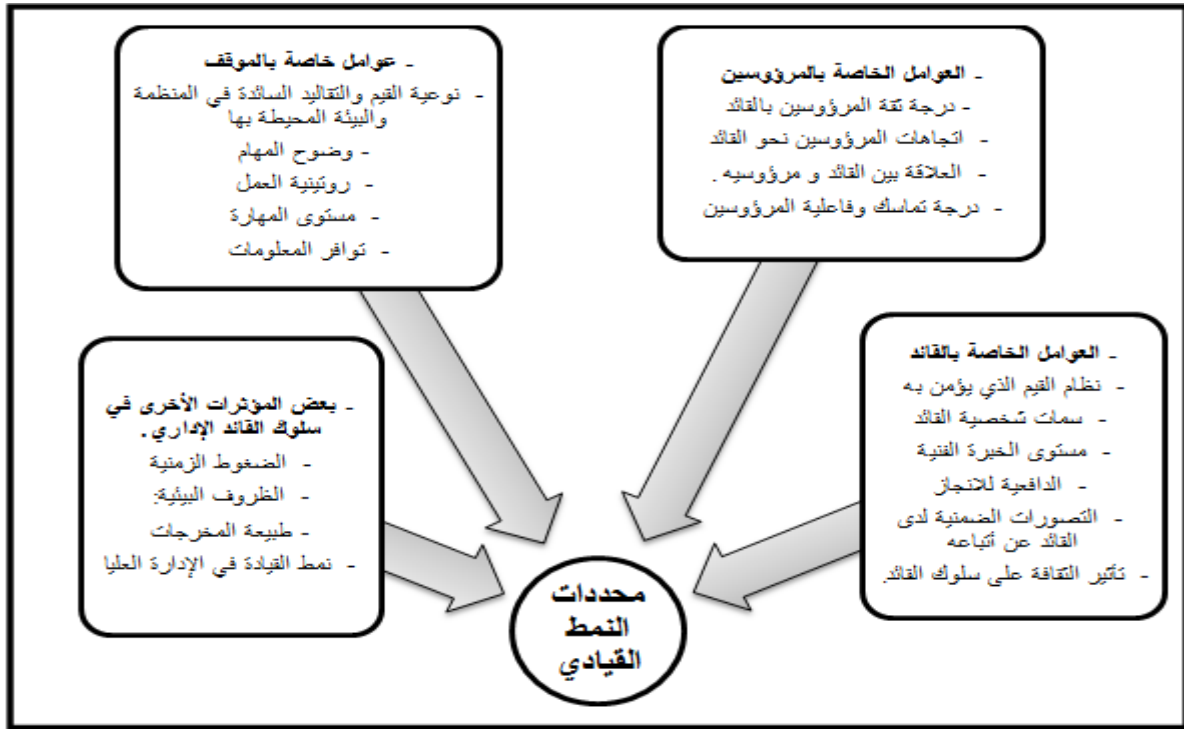 - العوامل الخاصة بالمرؤوسين
- درجة ثقة المرؤوسين بالقائد
- اتجاهات المرؤوسين نحو القائد
- العلاقة بين القائد و مرؤوسيه .
- درجة تماسك وفاعلية المرؤوسين
- عوامل خاصة بالموقف
- نوعية القيم والتقاليد السائدة في المنظمة
والبيئة المحيطة بها
- وضوح المهام
- روتينية العمل
- مستوى المهارة
- توافر المعلومات
- العوامل الخاصة بالقائد
- نظام القيم الذي يؤمن به
- سمات شخصية القائد
- مستوى الخبرة الفنية
- الدافعية للانجاز
- التصورات الضمنية لدى
القائد عن أتباعه
- تأثير الثقافة على سلوك القائد.
- بعض المؤثرات الأخرى في
سلوك القائد الإداري .
- الضغوط الزمنية
- الظروف البيئية:
- طبيعة المخرجات
- نمط القيادة في الإدارة العليا
محددات
النمط
القيادي